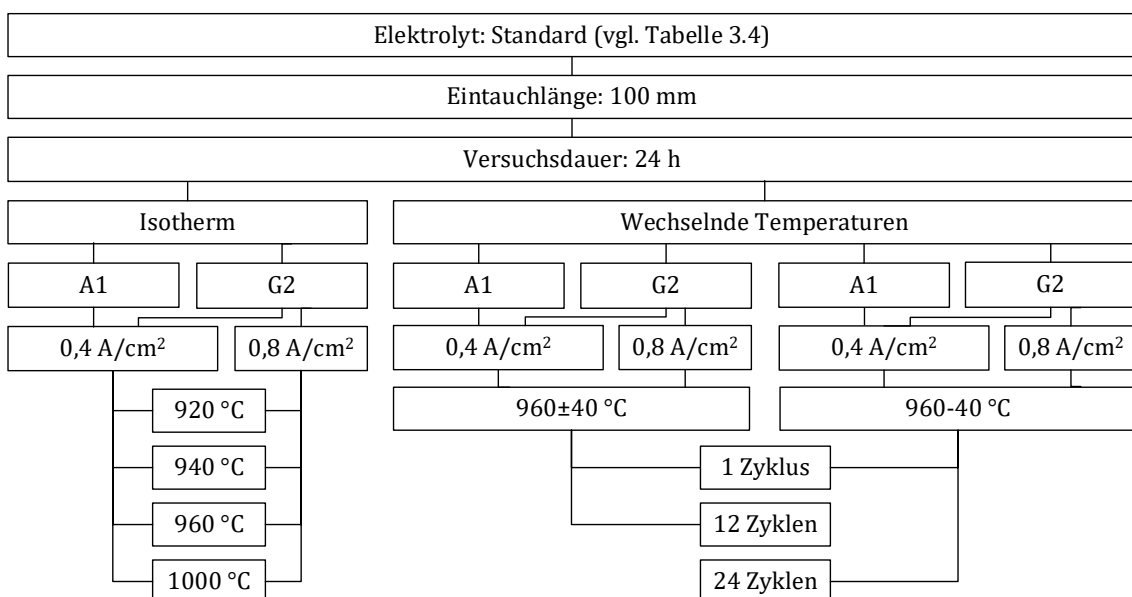 Elektrolyt: Standard (vgl. Tabelle 3.4)
Eintauchlänge: 100 mm
Versuchsdauer: 24 h
Isotherm
Wechselnde Temperaturen
A1
G2
A1
G2
A1
G2
0,4 A/cm²
0,8 A/cm²
0,4 A/cm²
0,8 A/cm²
0,4 A/cm²
0,8 A/cm²
960±40 °C
960-40 °C
920 °C
940 °C
960 °C
1000 °C
1 Zyklus
12 Zyklen
24 Zyklen